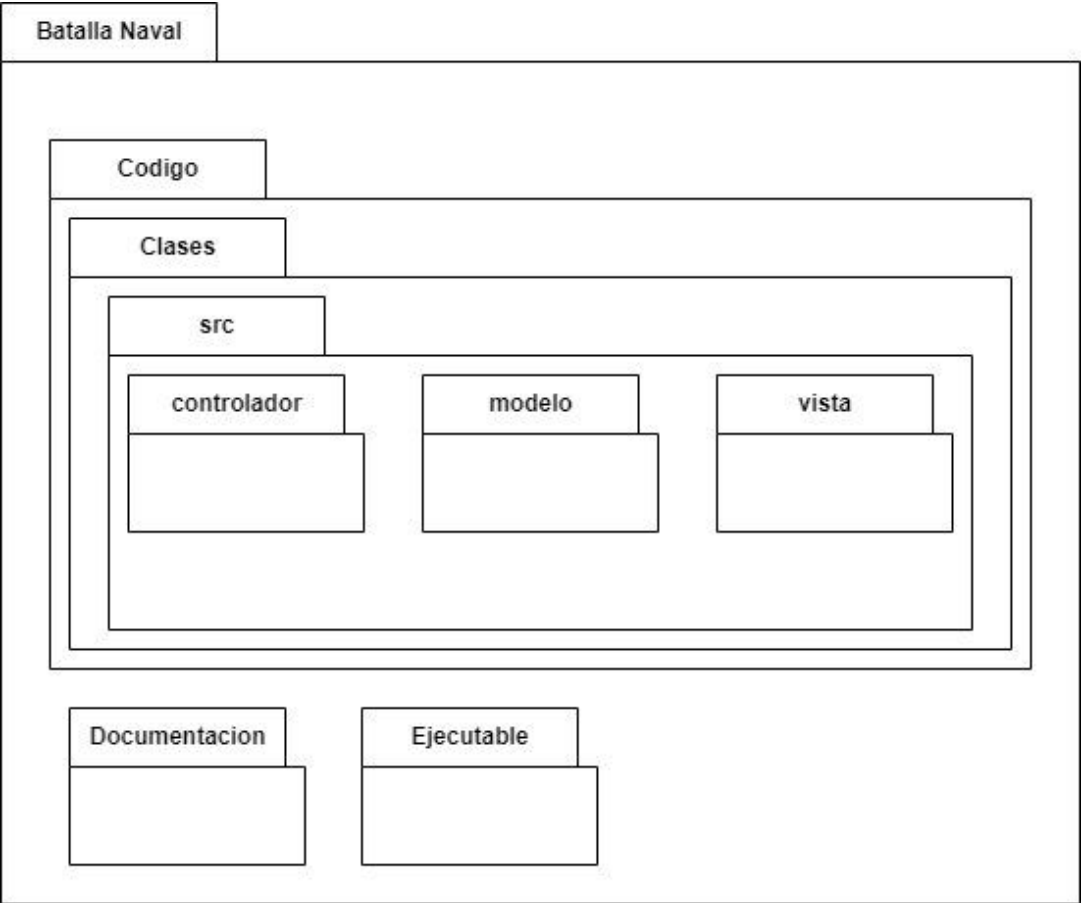 Batalla Naval
Codigo
Clases
src
controlador
modelo
vista
Documentacion
Ejecutable